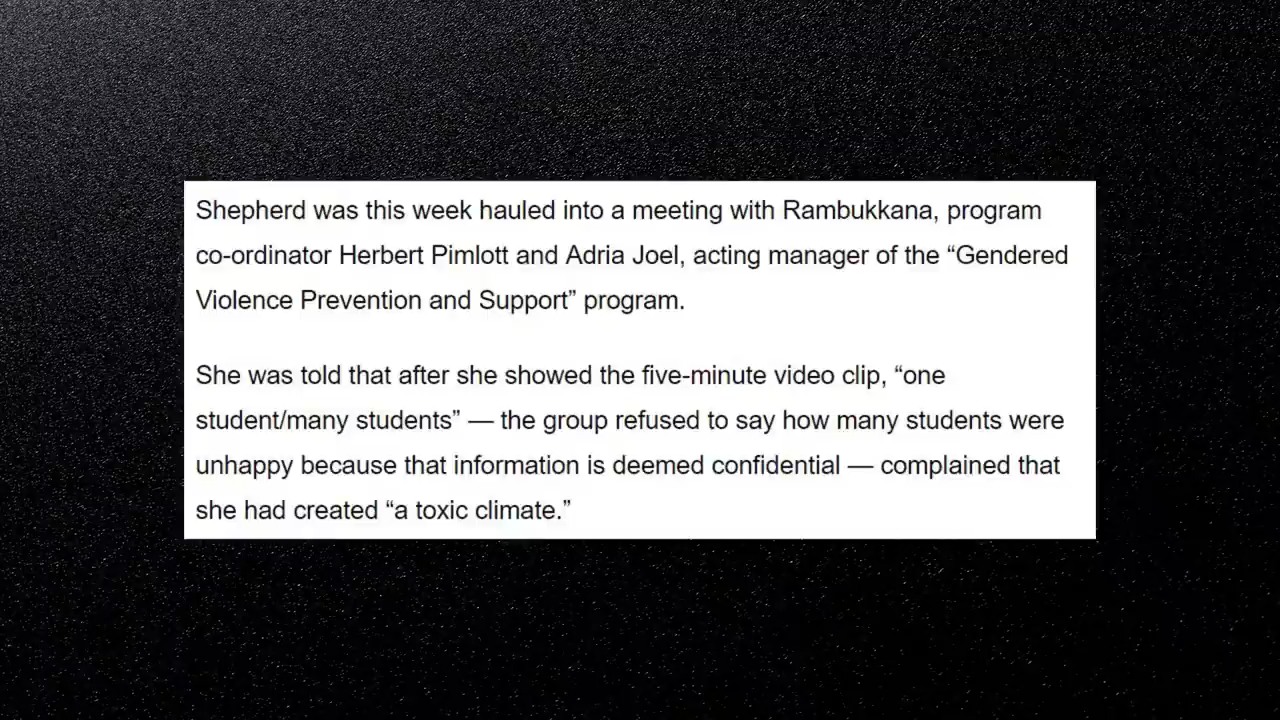 Shepherd was this week hauled into a meeting with Rambukkana, program
co-ordinator Herbert Pimlott and Adria Joel, acting manager of the “Gendered
Violence Prevention and Support” program.
She was told that after she showed the five-minute video clip, “one
student/many students” — the group refused to say how many students were
unhappy because that information is deemed confidential — complained that
she had created “a toxic climate.”